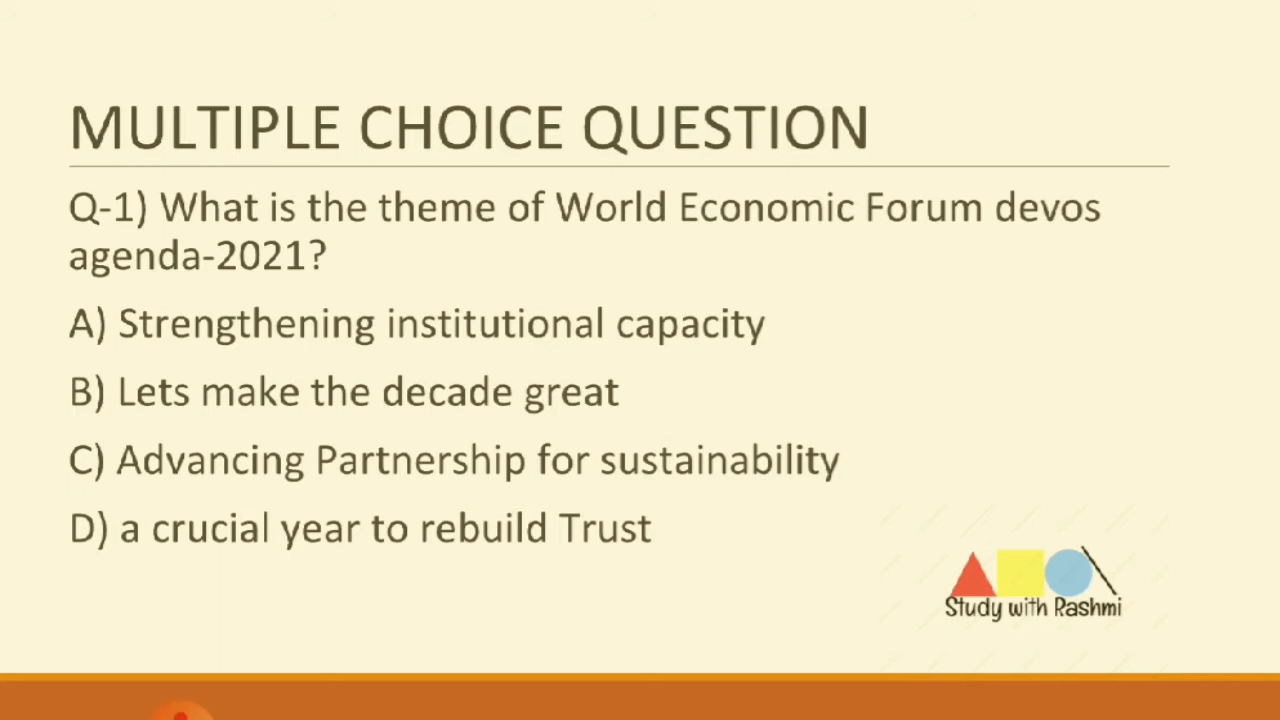 MULTIPLE CHOICE QUESTION
Q-1) What is the theme of World Economic Forum devos
agenda-2021?
A) Strengthening institutional capacity
B) Lets make the decade great
C) Advancing Partnership for sustainability
D) a crucial year to rebuild Trust
Study with Rashmi